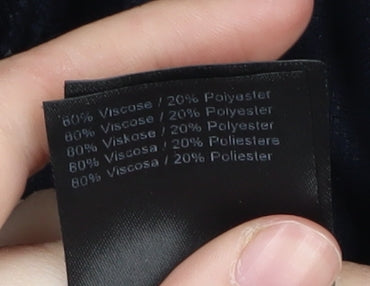 80% Viscose / 20% Polyester
80% Viscose / 20% Polyester
80% Viskose / 20% Polyester
80% Viscosa / 20% Poliestere
80% Viscosa / 20% Poliester